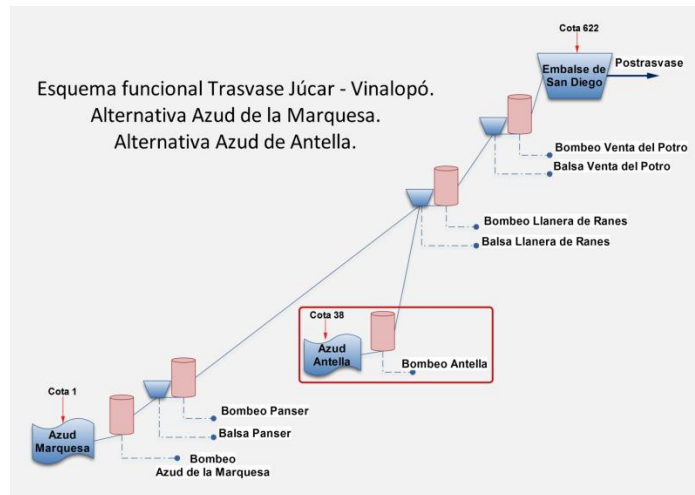 Cota 622
Embalse de
San Diego
Postrasvase
Esquema funcional Trasvase Júcar - Vinalopó.
Alternativa Azud de la Marquesa.
Alternativa Azud de Antella.
Bombeo Venta del Potro
Balsa Venta del Potro
Bombeo Llanera de Ranes
Balsa Llanera de Ranes
Cota 38
Azud
Antella
Bombeo Antella
Cota 1
Azud
Marquesa
Bombeo Panser
Balsa Panser
Bombeo
Azud de la Marquesa